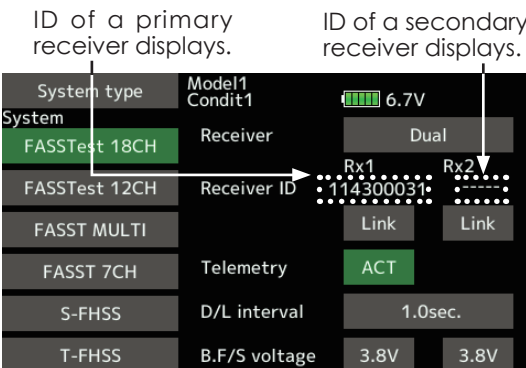 ID of a primary
receiver displays.
ID of a secondary
receiver displays.
System type
Model1
Condit1
6.7V
System
FASSTest 18CH
Receiver
Dual
Rx1
Rx2
FASSTest 12CH
Receiver ID
114300031
-----
FASST MULTI
Link
Link
FASST 7CH
Telemetry
ACT
S-FHSS
D/L interval
1.0sec.
T-FHSS
B.F/S voltage
3.8V
3.8V